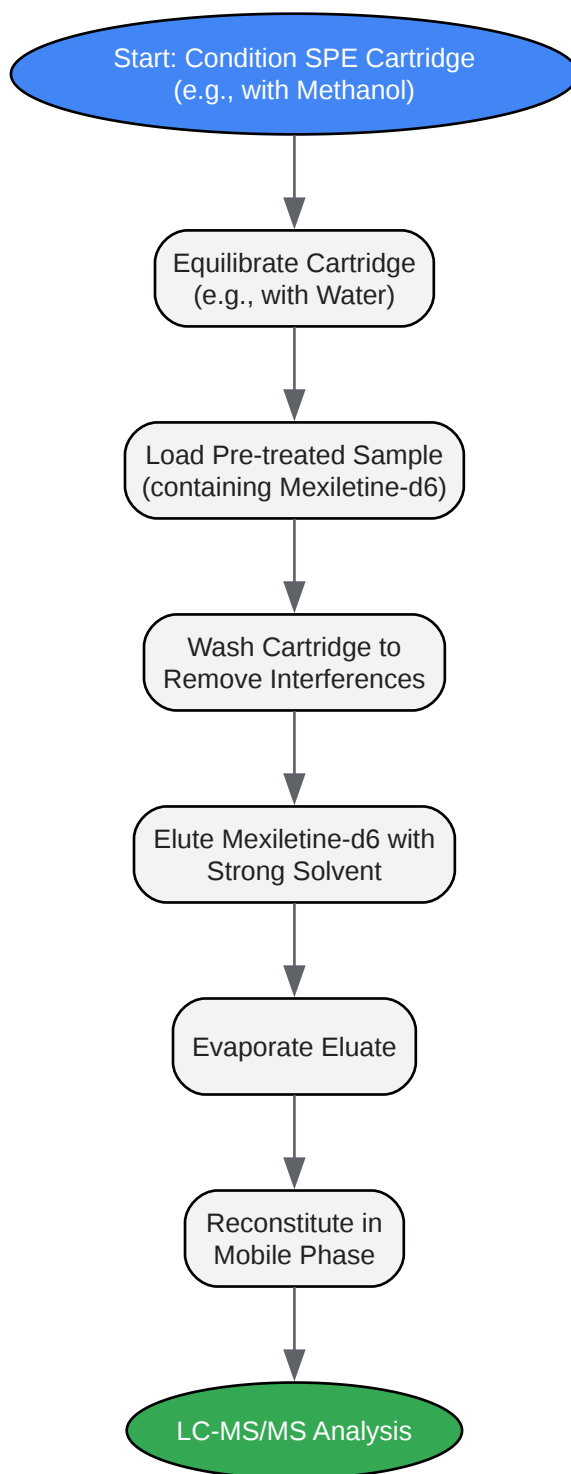 Start: Condition SPE Cartridge
(e.g., with Methanol)
Equilibrate Cartridge
(e.g., with Water)
Load Pre-treated Sample
(containing Mexiletine-d6)
Wash Cartridge to
Remove Interferences
Elute Mexiletine-d6 with
Strong Solvent
Evaporate Eluate
Reconstitute in
Mobile Phase
LC-MS/MS Analysis